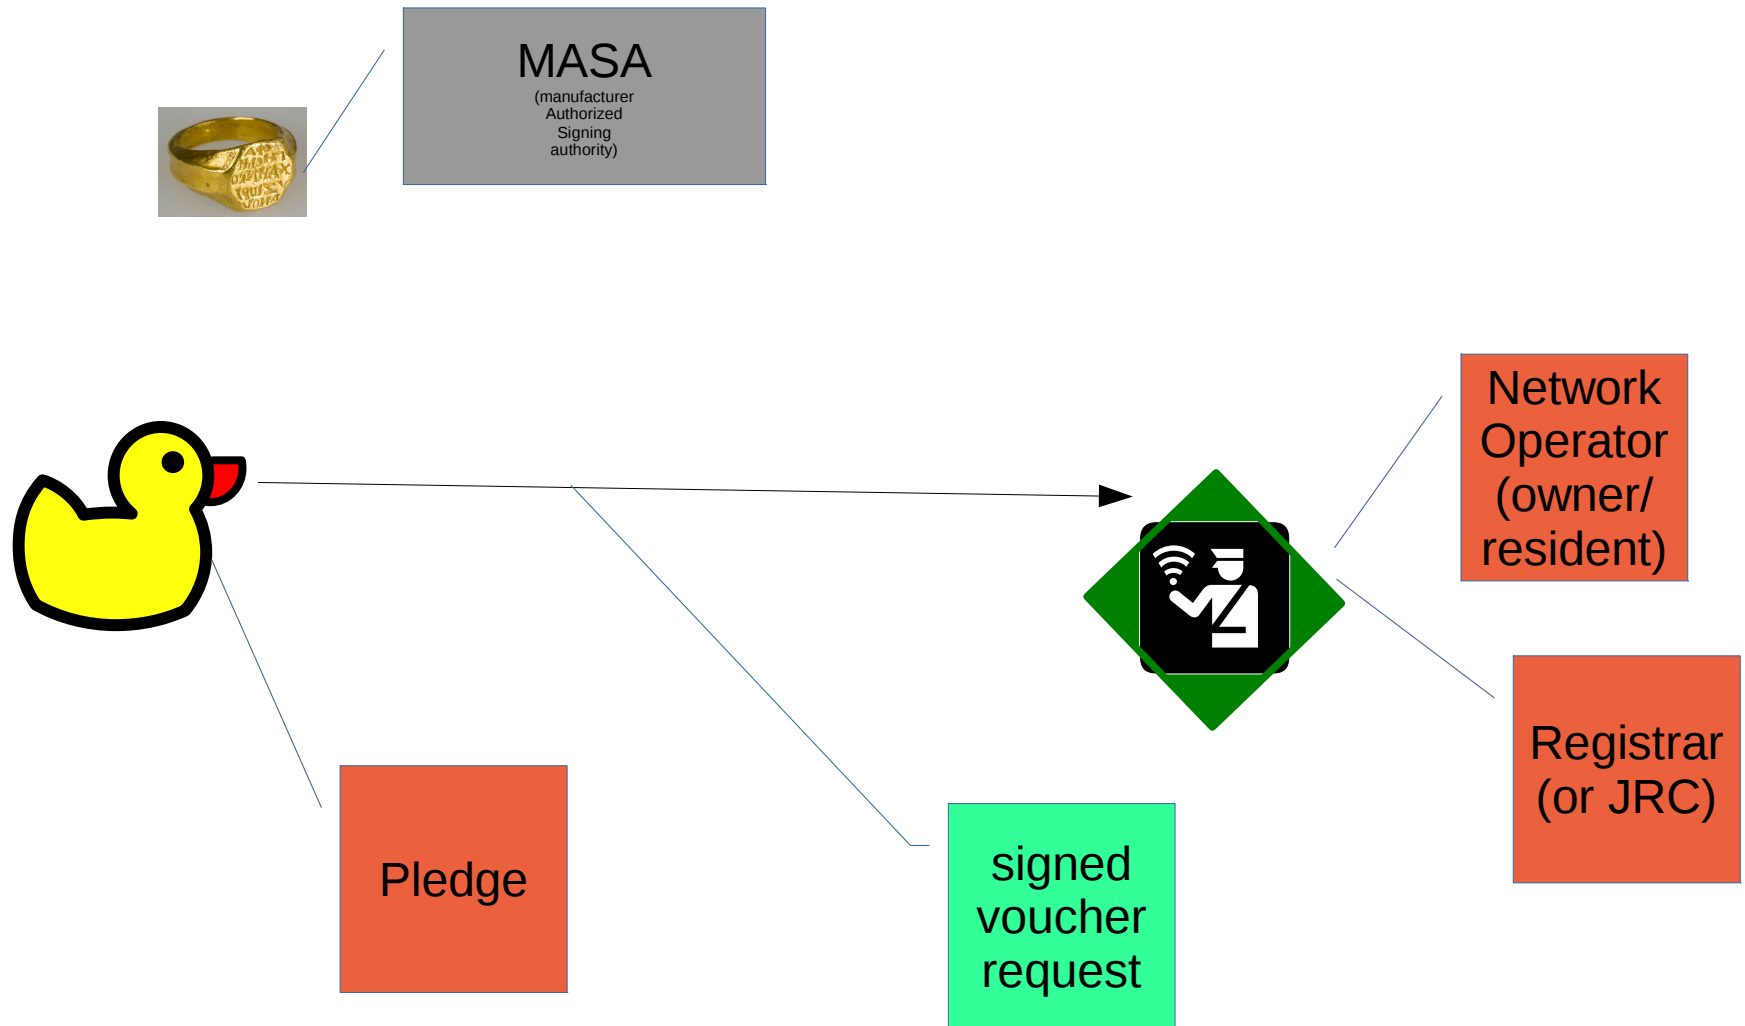 MASA
(manufacturer
Authorized
Signing
authority)
Network
Operator
(owner/
resident)
Registrar
(or JRC)
Pledge
signed
voucher
request